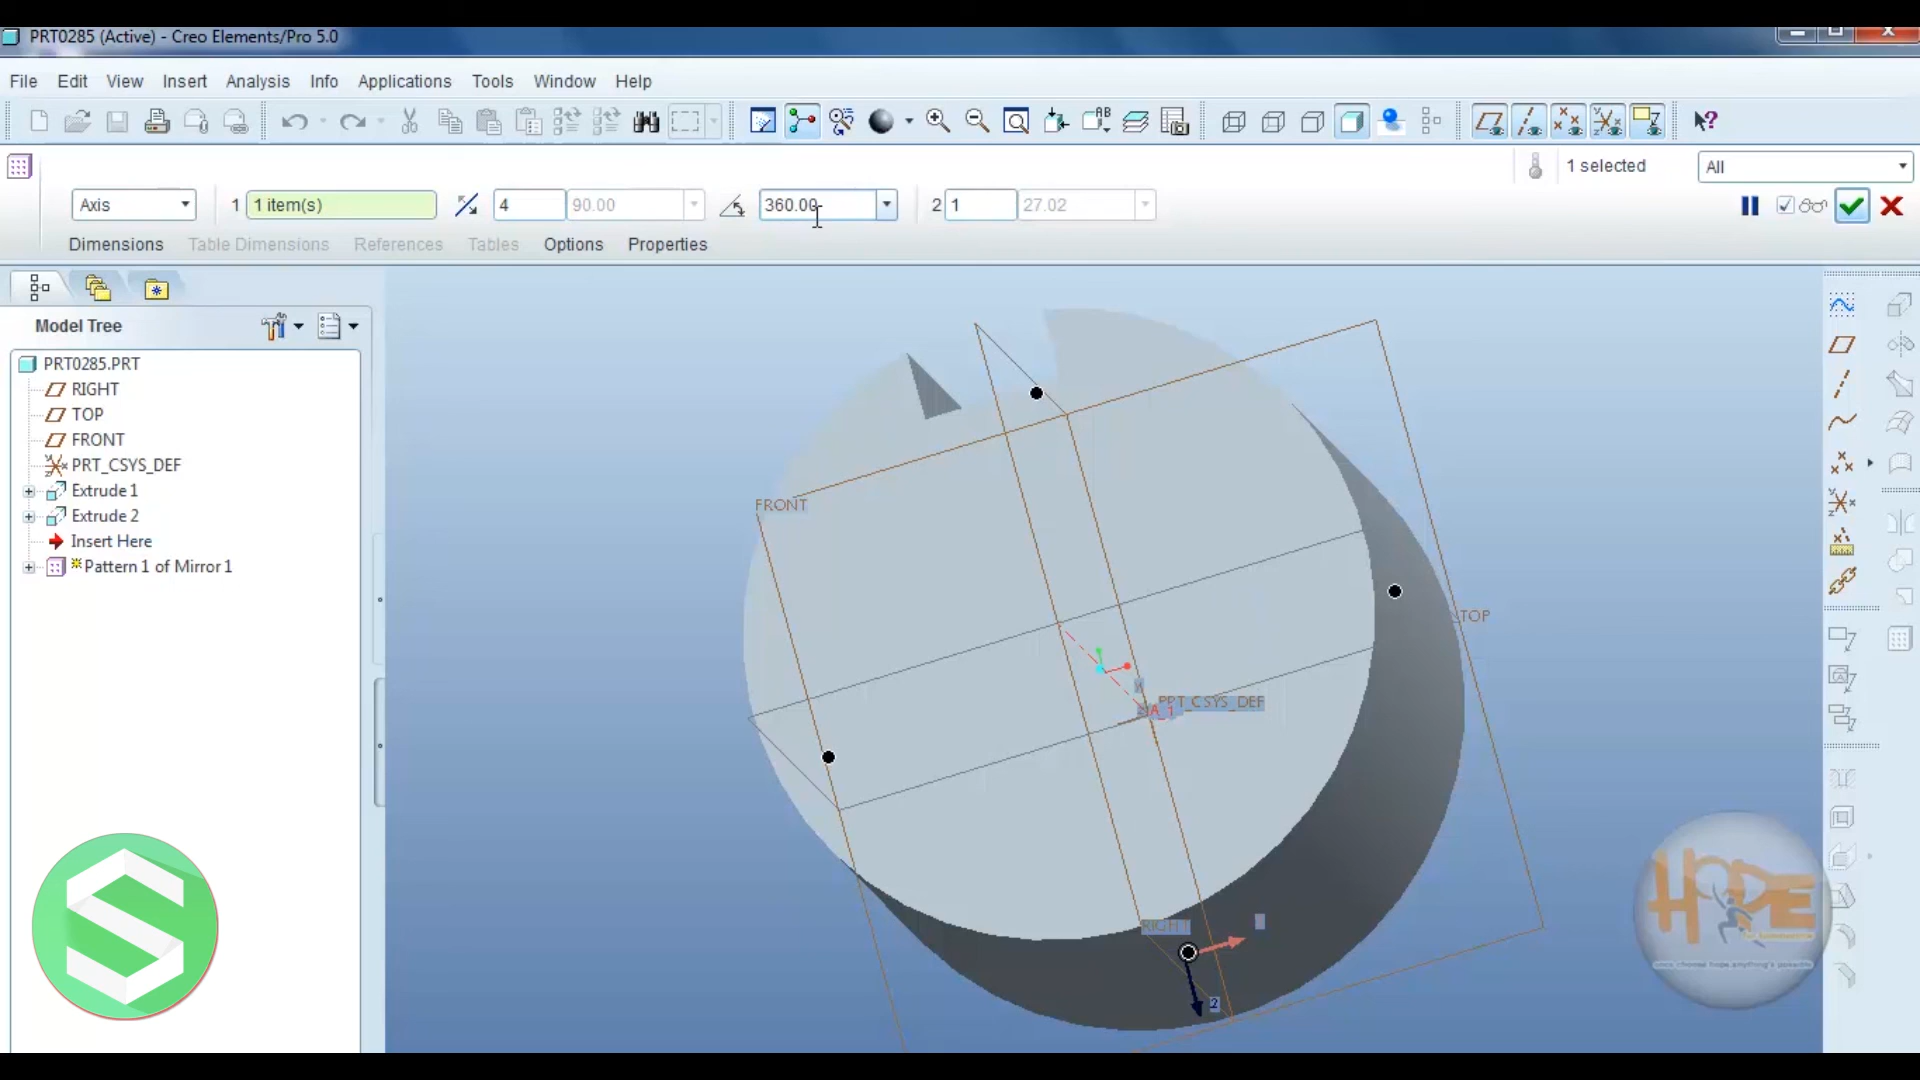 PRT0285 (Active) - Creo Elements/Pro 5.0
File Edit View Insert Analysis Info Applications Tools Window Help
1 selected All
Axis 1 1 item(s) 4 90.00 360.00 2 1 27.02
Dimensions Table Dimensions References Tables Options Properties
Model Tree
PRT0285.PRT
RIGHT
TOP
FRONT
PRT_CSYS_DEF
Extrude 1
Extrude 2
Insert Here
Pattern 1 of Mirror 1
FRONT
TOP
PRT_CSYS_DEF
A_1
RIGHT
2
S
HOPE